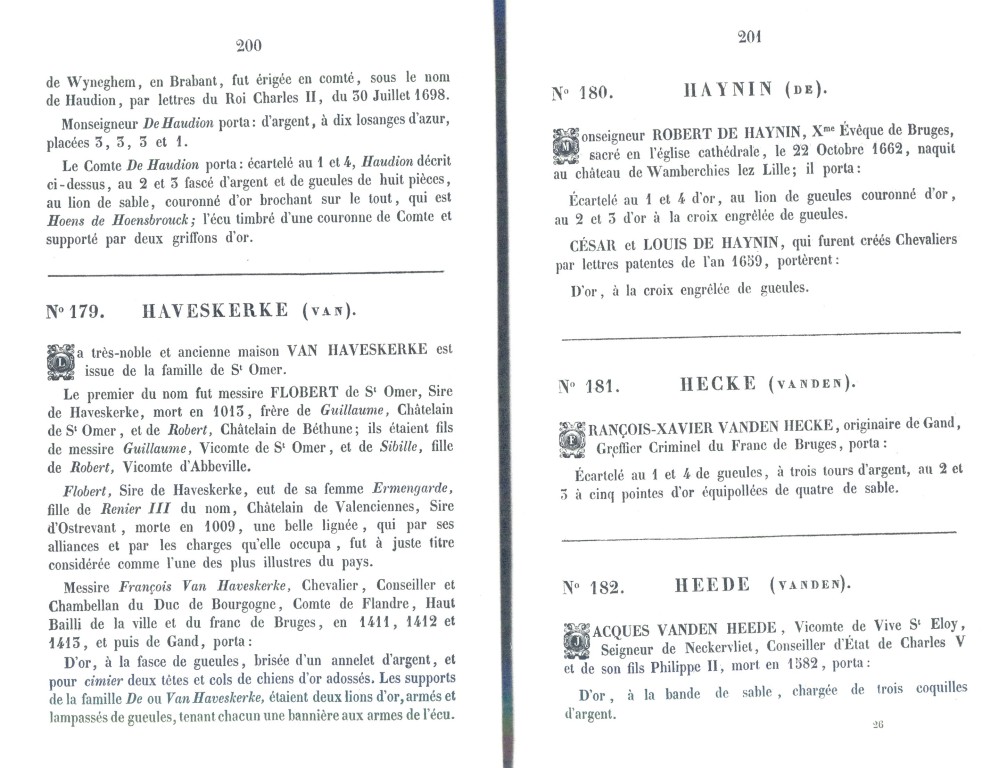 200
de Wyneghem, en Brabant, fut érigée en comté, sous le nom
de Haudion, par lettres du Roi Charles II, du 30 Juillet 1698.
Monseigneur De Haudion porta: d'argent, à dix losanges d'azur,
placées 3, 3, 3 et 1.
Le Comte De Haudion porta: écartelé au 1 et 4, Haudion décrit
ci-dessus, au 2 et 3 fascé d'argent et de gueules de huit pièces,
au lion de sable, couronné d'or brochant sur le tout, qui est
Hoens de Hoensbrouck; l'écu timbré d'une couronne de Comte et
supporté par deux griffons d'or.
No 179. HAVESKERKE (VAN).
La très-noble et ancienne maison VAN HAVESKERKE est
issue de la famille de St Omer.
Le premier du nom fut messire FLOBERT de St Omer, Sire
de Haveskerke, mort en 1013, frère de Guillaume, Châtelain
de St Omer, et de Robert, Châtelain de Béthune; ils étaient fils
de messire Guillaume, Vicomte de St Omer, et de Sibille, fille
de Robert, Vicomte d'Abbeville.
Flobert, Sire de Haveskerke, eut de sa femme Ermengarde,
fille de Renier III du nom, Châtelain de Valenciennes, Sire
d'Ostrevant, morte en 1009, une belle lignée, qui par ses
alliances et par les charges qu'elle occupa, fut à juste titre
considérée comme l'une des plus illustres du pays.
Messire François Van Haveskerke, Chevalier, Conseiller et
Chambellan du Duc de Bourgogne, Comte de Flandre, Haut
Bailli de la ville et du franc de Bruges, en 1411, 1412 et
1413, et puis de Gand, porta:
D'or, à la fasce de gueules, brisée d'un annelet d'argent, et
pour cimier deux têtes et cols de chiens d'or adossés. Les supports
de la famille De ou Van Haveskerke, étaient deux lions d'or, armés et
lampassés de gueules, tenant chacun une bannière aux armes de l'écu.
201
No 180. HAYNIN (DE).
Monseigneur ROBERT DE HAYNIN, Xme Évêque de Bruges,
sacré en l'église cathédrale, le 22 Octobre 1662, naquit
au château de Wamberchies lez Lille; il porta:
Écartelé au 1 et 4 d'or, au lion de gueules couronné d'or,
au 2 et 3 d'or à la croix engrêlée de gueules.
CÉSAR et LOUIS DE HAYNIN, qui furent créés Chevaliers
par lettres patentes de l'an 1659, portèrent:
D'or, à la croix engrélée de gueules.
No 181. HECKE (VANDEN).
FRANÇOIS-XAVIER VANDEN HECKE, originaire de Gand,
Greffier Criminel du Franc de Bruges, porta:
Écartelé au 1 et 4 de gueules, à trois tours d'argent, au 2 et
3 à cinq pointes d'or équipollées de quatre de sable.
No 182. HEEDE (VANDEN).
JACQUES VANDEN HEEDE, Vicomte de Vive St Eloy,
Seigneur de Neckervliet, Conseiller d'État de Charles V
et de son fils Philippe II, mort en 1582, porta:
D'or, à la bande de sable, chargée de trois coquilles
d'argent.
26